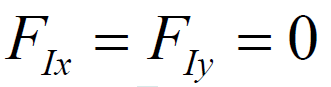 F_{Ix} = F_{Iy} = 0